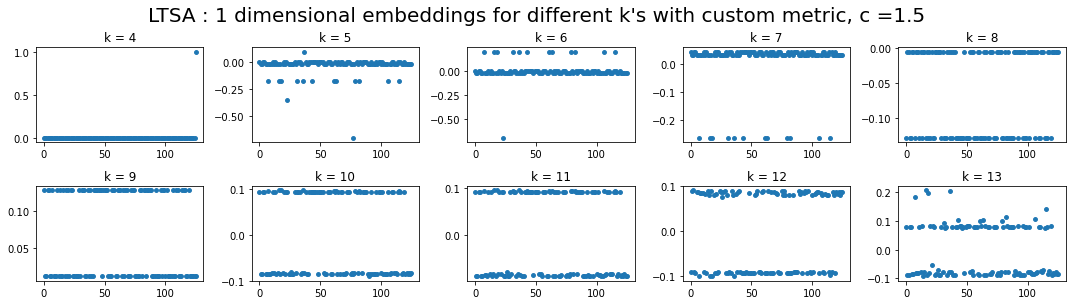 LTSA : 1 dimensional embeddings for different k's with custom metric, c =1.5
k = 4
k = 5
k = 6
k = 7
k = 8
1.0
0.5
0.0
0 50 100
0.00
−0.25
−0.50
0 50 100
0.00
−0.25
−0.50
0 50 100
0.0
−0.1
−0.2
0 50 100
0.00
−0.05
−0.10
0 50 100
k = 9
k = 10
k = 11
k = 12
k = 13
0.10
0.05
0 50 100
0.1
0.0
−0.1
0 50 100
0.1
0.0
0 50 100
0.1
0.0
−0.1
0 50 100
0.2
0.1
0.0
−0.1
0 50 100